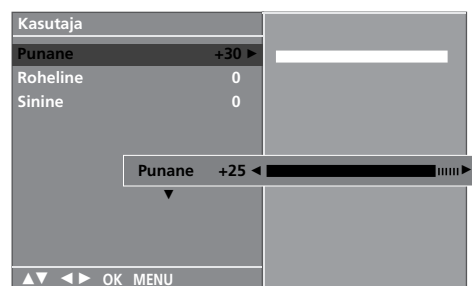 Kasutaja
Punane +30 ►
Roheline 0
Sinine 0
Punane +25 ◄ ►
▼
▲▼ ◄► OK MENU